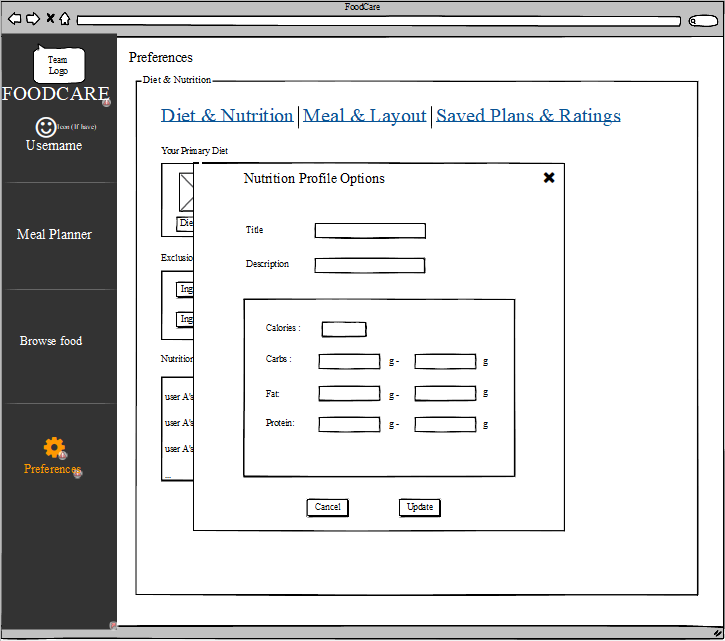 FoodCare
Team
Logo
FOODCARE
Icon (If have)
Username
Meal Planner
Browse food
Preferences
Preferences
Diet & Nutrition
Diet & Nutrition Meal & Layout Saved Plans & Ratings
Your Primary Diet
Die
Exclusio
Ing
Ing
Nutrition
user A's
user A's
user A's
...
Nutrition Profile Options
Title
Description
Calories :
Carbs : g - g
Fat: g - g
Protein: g - g
Cancel Update